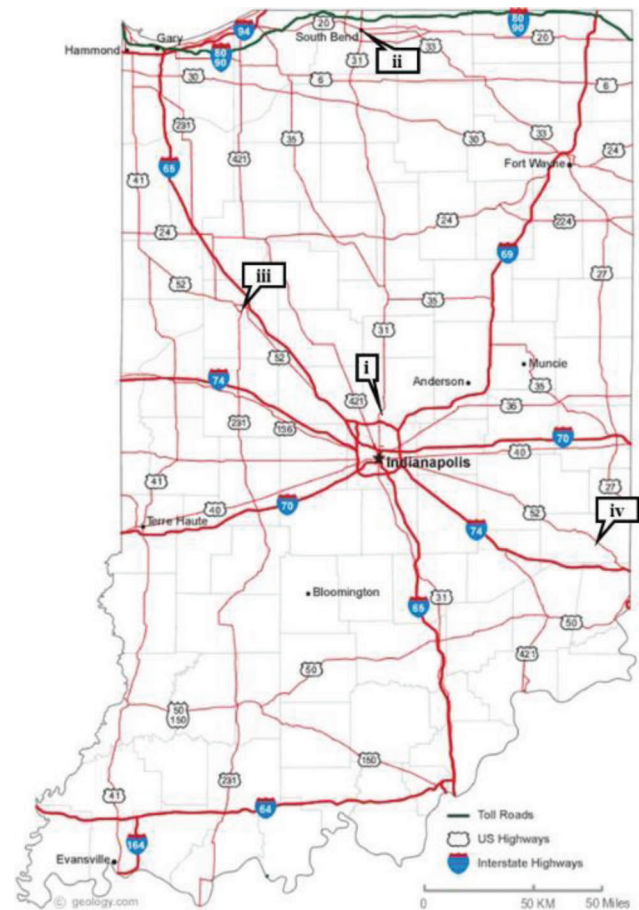 94
20
80
90
20
Gary
South Bend
Hammond
80
90
33
31
ii
30
6
6
231
35
33
421
30
24
Fort Wayne
65
41
24
224
24
69
27
iii
52
35
31
52
i
Muncie
74
Anderson
35
421
36
231
136
70
Indianapolis
40
41
27
70
52
iv
40
74
Terre Haute
Bloomington
31
65
50
421
50
50
150
150
231
41
64
Toll Roads
US Highways
164
Evansville
Interstate Highways
0 50 KM 50 Miles
© geology.com